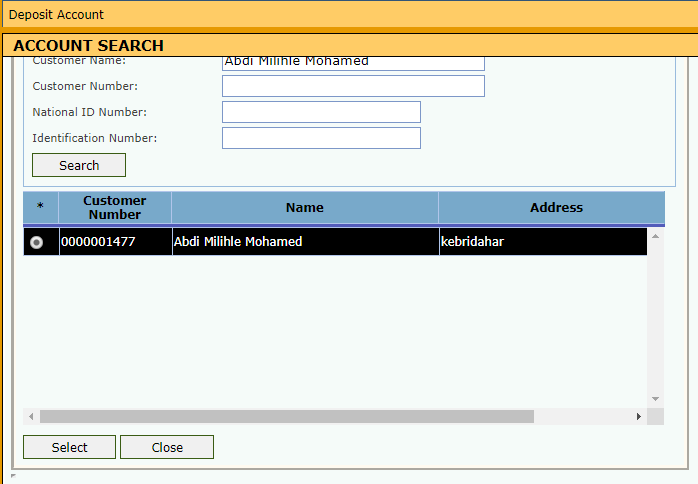 Deposit Account
ACCOUNT SEARCH
Customer Name: Abdi Milihle Mohamed
Customer Number:
National ID Number:
Identification Number:
Search
* Customer Number Name Address
0000001477 Abdi Milihle Mohamed kebridahar
Select Close